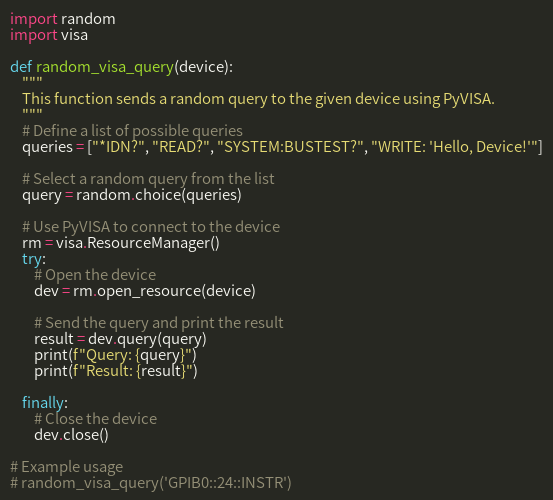 import random
import visa

def random_visa_query(device):
    """
    This function sends a random query to the given device using PyVISA.
    """
    # Define a list of possible queries
    queries = ["*IDN?", "READ?", "SYSTEM:BUSTEST?", "WRITE: 'Hello, Device!'"]

    # Select a random query from the list
    query = random.choice(queries)

    # Use PyVISA to connect to the device
    rm = visa.ResourceManager()
    try:
        # Open the device
        dev = rm.open_resource(device)

        # Send the query and print the result
        result = dev.query(query)
        print(f"Query: {query}")
        print(f"Result: {result}")

    finally:
        # Close the device
        dev.close()

# Example usage
# random_visa_query('GPIB0::24::INSTR')